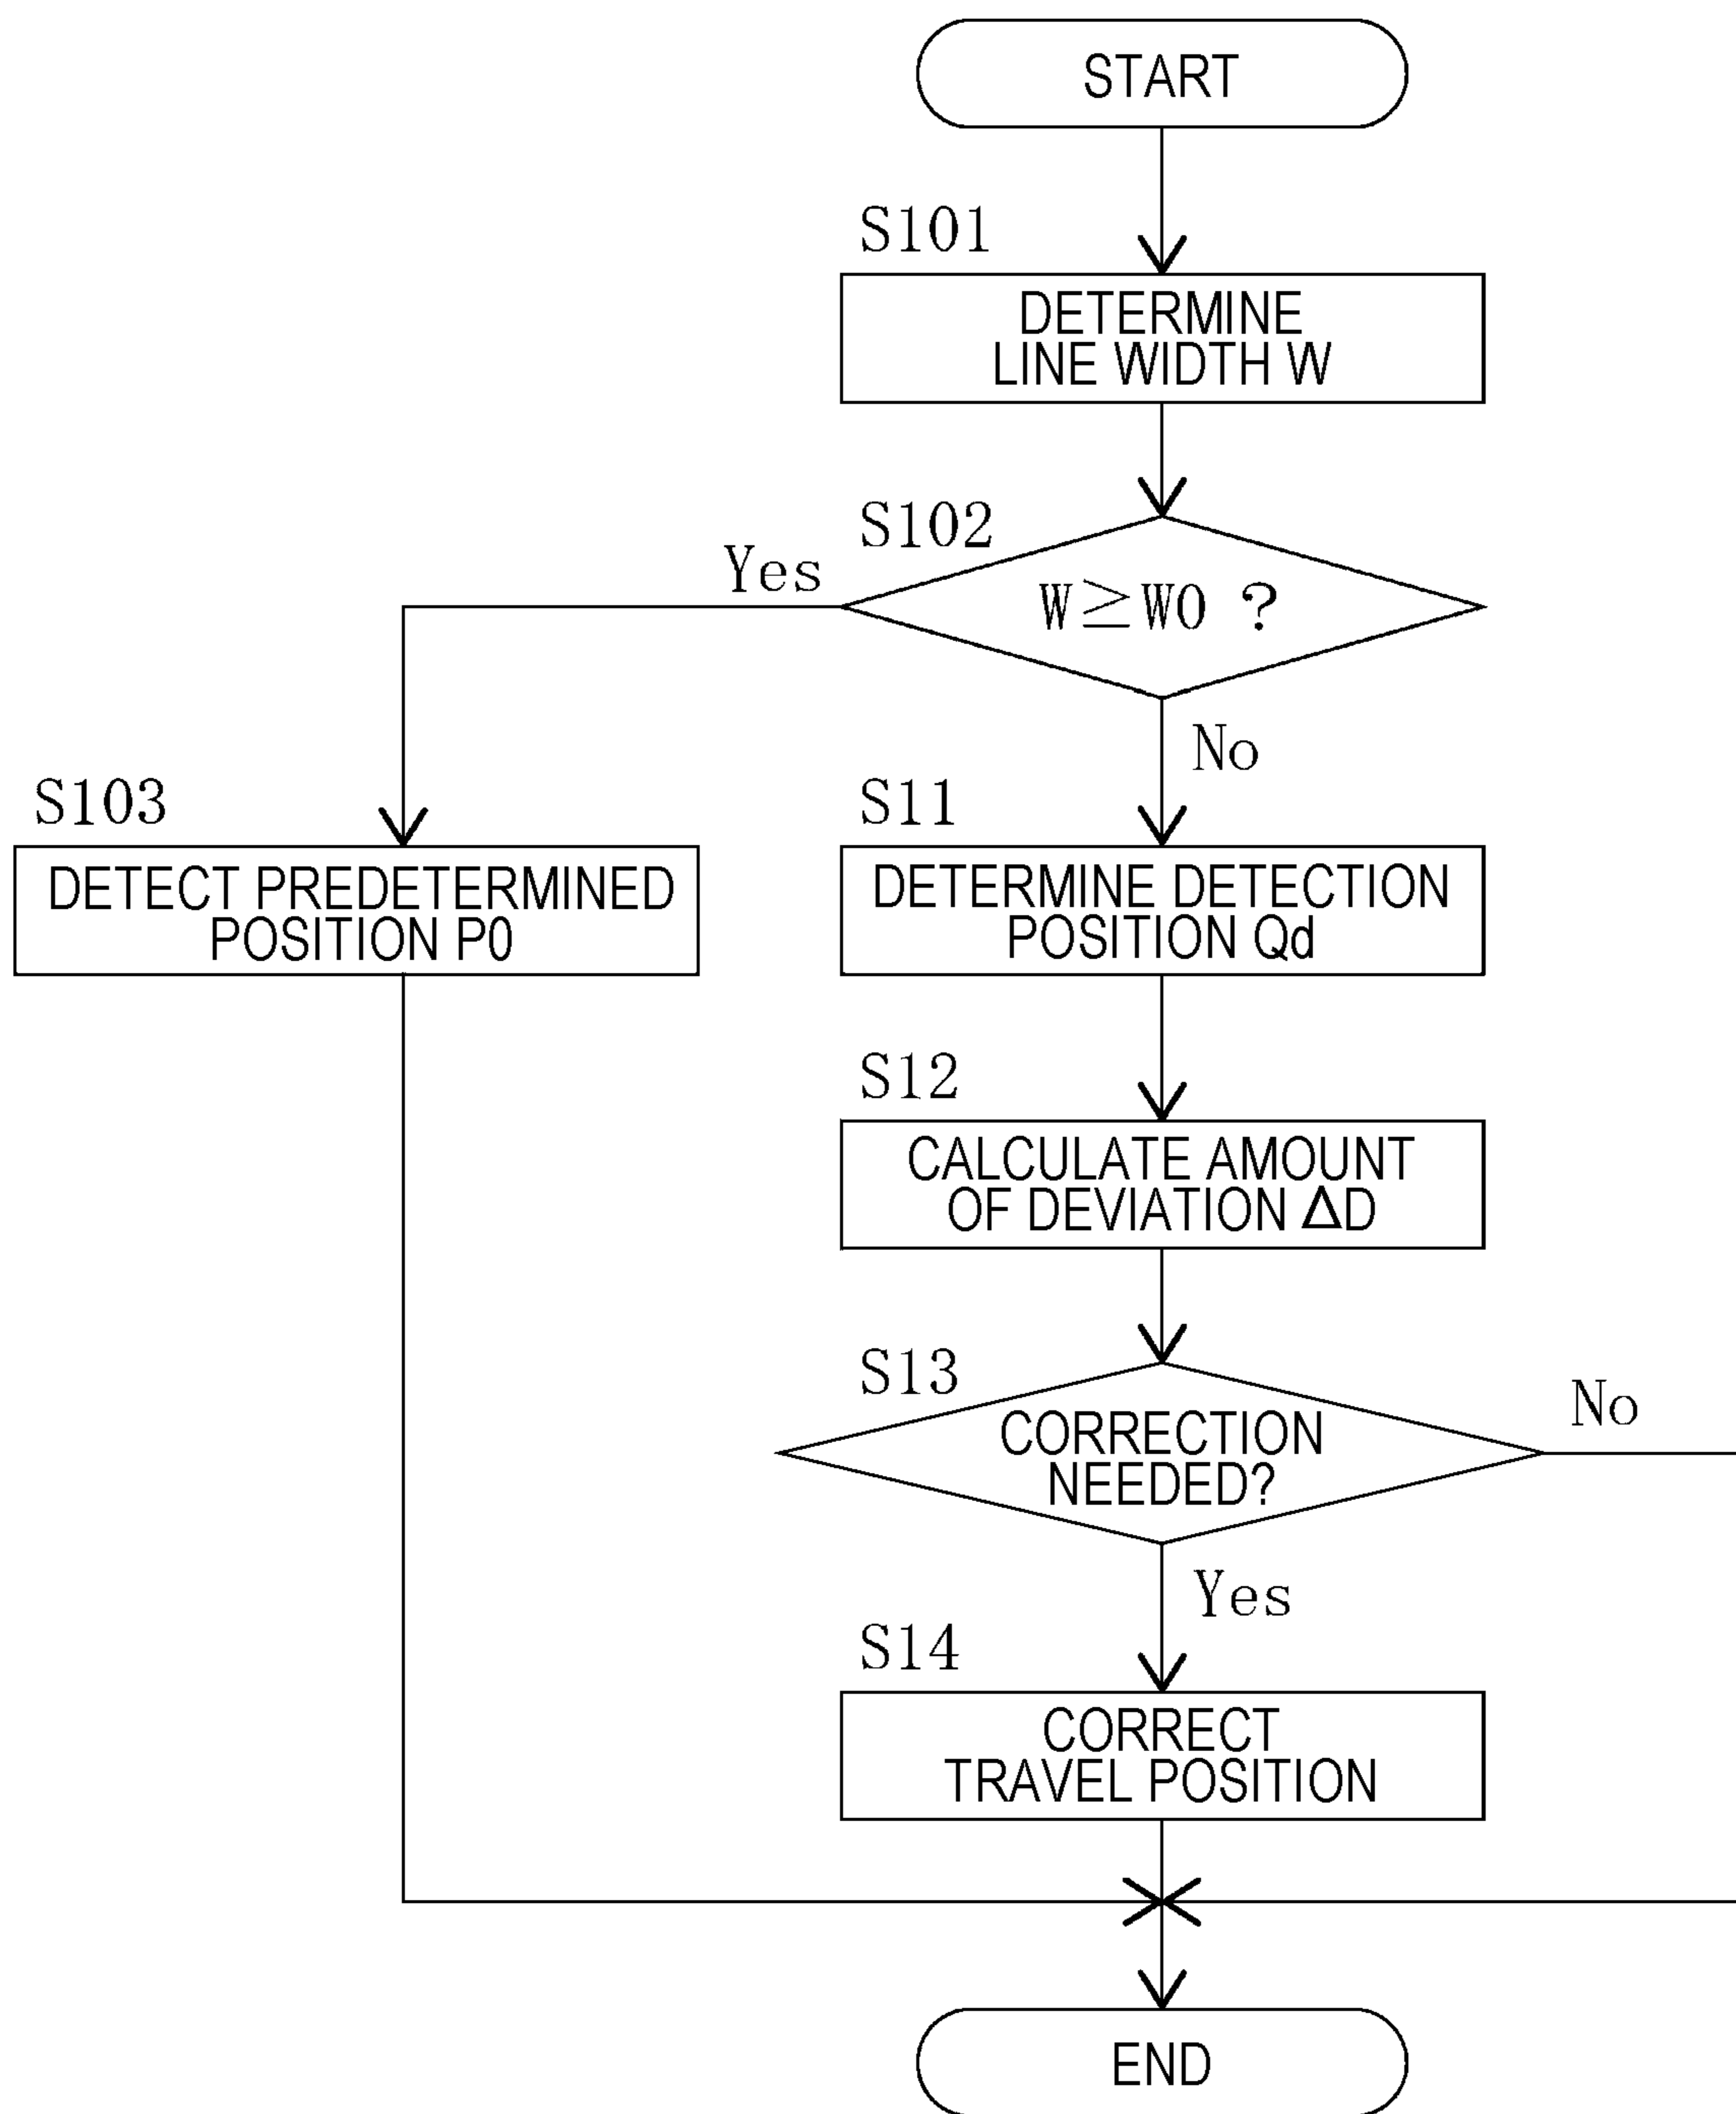 START
S101
DETERMINE
LINE WIDTH W
S102
Yes
W≧W0 ?
No
S103
DETECT PREDETERMINED
POSITION P0
S11
DETERMINE DETECTION
POSITION Qd
S12
CALCULATE AMOUNT
OF DEVIATION ΔD
S13
CORRECTION
NEEDED?
No
Yes
S14
CORRECT
TRAVEL POSITION
END